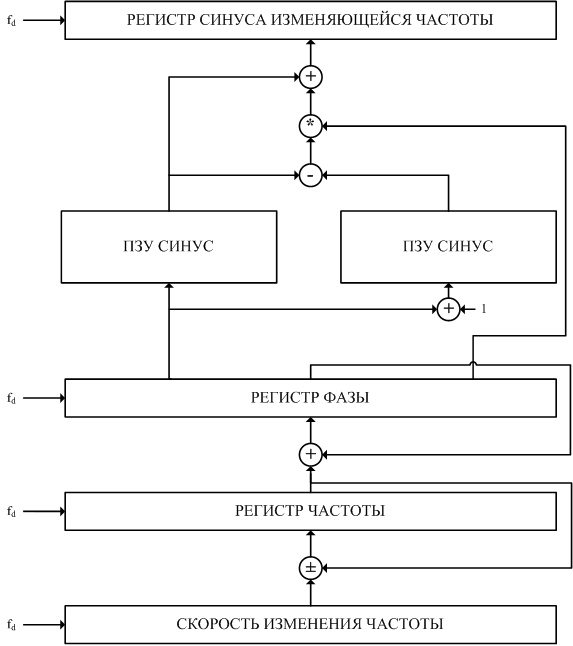 f_d РЕГИСТР СИНУСА ИЗМЕНЯЮЩЕЙСЯ ЧАСТОТЫ
+
*
-
ПЗУ СИНУС ПЗУ СИНУС
+ 1
f_d РЕГИСТР ФАЗЫ
+
f_d РЕГИСТР ЧАСТОТЫ
±
f_d СКОРОСТЬ ИЗМЕНЕНИЯ ЧАСТОТЫ